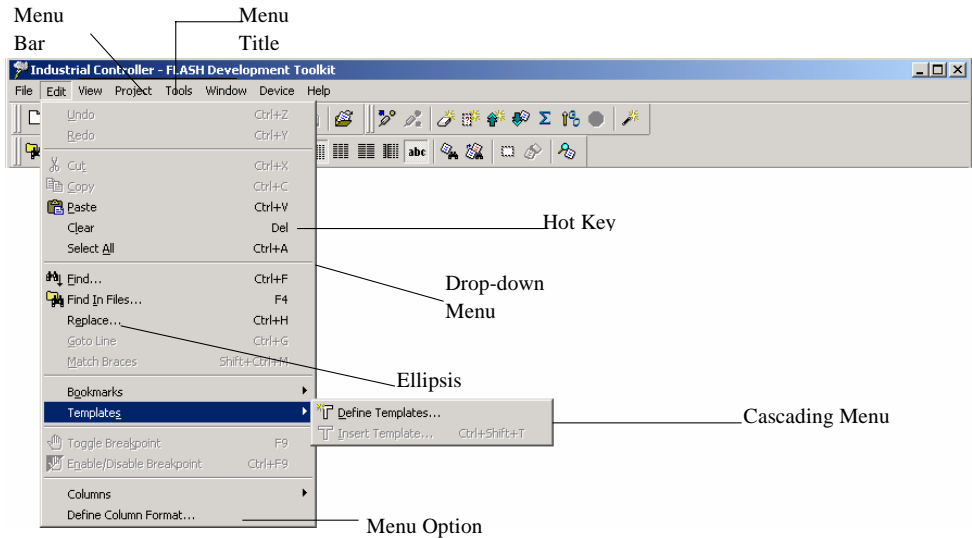 Menu Bar
Menu Title
Industrial Controller - FLASH Development Toolkit
File Edit View Project Tools Window Device Help
Undo Ctrl+Z
Redo Ctrl+Y
abc
Cut Ctrl+X
Copy Ctrl+C
Paste Ctrl+V
Clear Del
Hot Key
Select All Ctrl+A
Find... Ctrl+F
Drop-down Menu
Find In Files... F4
Replace... Ctrl+H
Goto Line Ctrl+G
Match Braces Shift+Ctrl+M
Ellipsis
Bookmarks
Templates
Define Templates...
Cascading Menu
Insert Template... Ctrl+Shift+T
Toggle Breakpoint F9
Enable/Disable Breakpoint Ctrl+F9
Columns
Define Column Format...
Menu Option